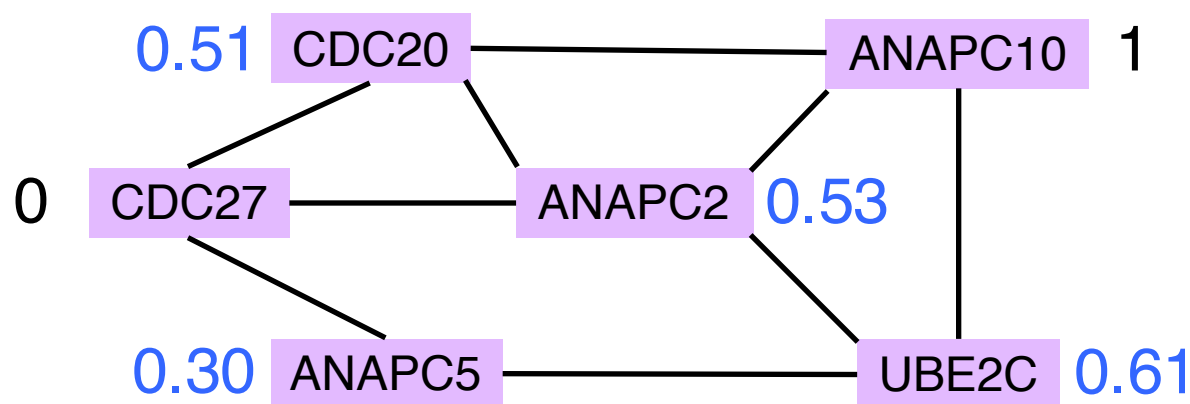 0.51 CDC20 ANAPC10 1
0 CDC27 ANAPC2 0.53
0.30 ANAPC5 UBE2C 0.61